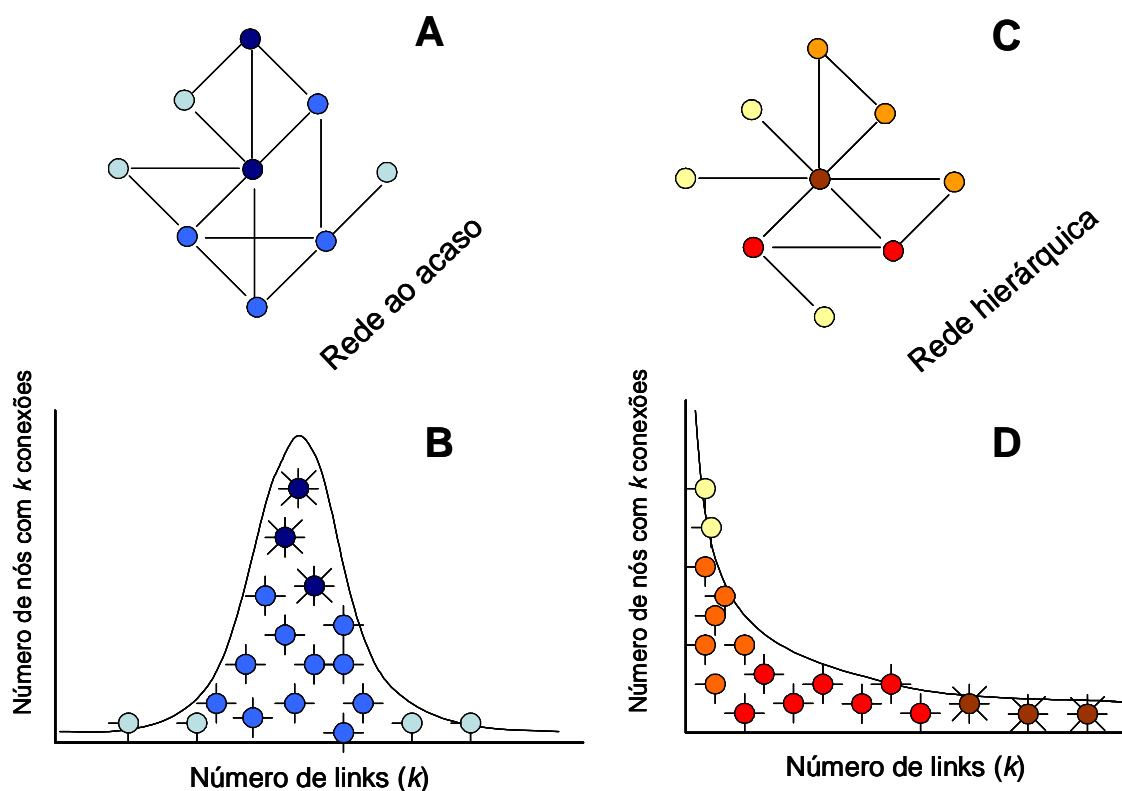 A
Rede ao acaso
C
Rede hierárquica
B
Número de nós com k conexões
Número de links (k)
D
Número de nós com k conexões
Número de links (k)